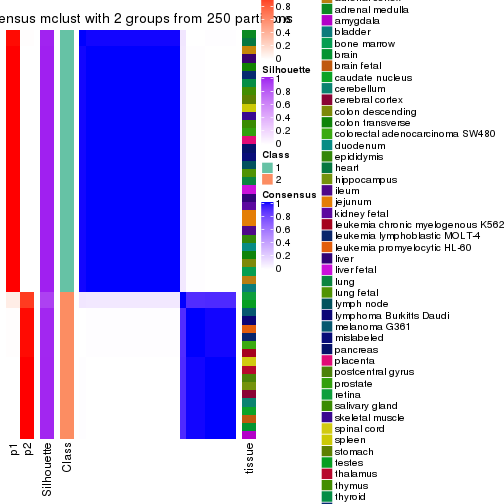 ensus mclust with 2 groups from 250 partitions
0.8
0.6
0.4
0.2
0
Silhouette
1
0.8
0.6
0.4
0.2
0
Class
1
2
Consensus
1
0.8
0.6
0.4
0.2
0
p1
p2
Silhouette
Class
tissue
adrenal medulla
amygdala
bladder
bone marrow
brain
brain fetal
caudate nucleus
cerebellum
cerebral cortex
colon descending
colon transverse
colorectal adenocarcinoma SW480
duodenum
epididymis
heart
hippocampus
ileum
jejunum
kidney fetal
leukemia chronic myelogenous K562
leukemia lymphoblastic MOLT-4
leukemia promyelocytic HL-60
liver
liver fetal
lung
lung fetal
lymph node
lymphoma Burkitts Daudi
melanoma G361
mislabeled
pancreas
placenta
postcentral gyrus
prostate
retina
salivary gland
skeletal muscle
spinal cord
spleen
stomach
testes
thalamus
thymus
thyroid